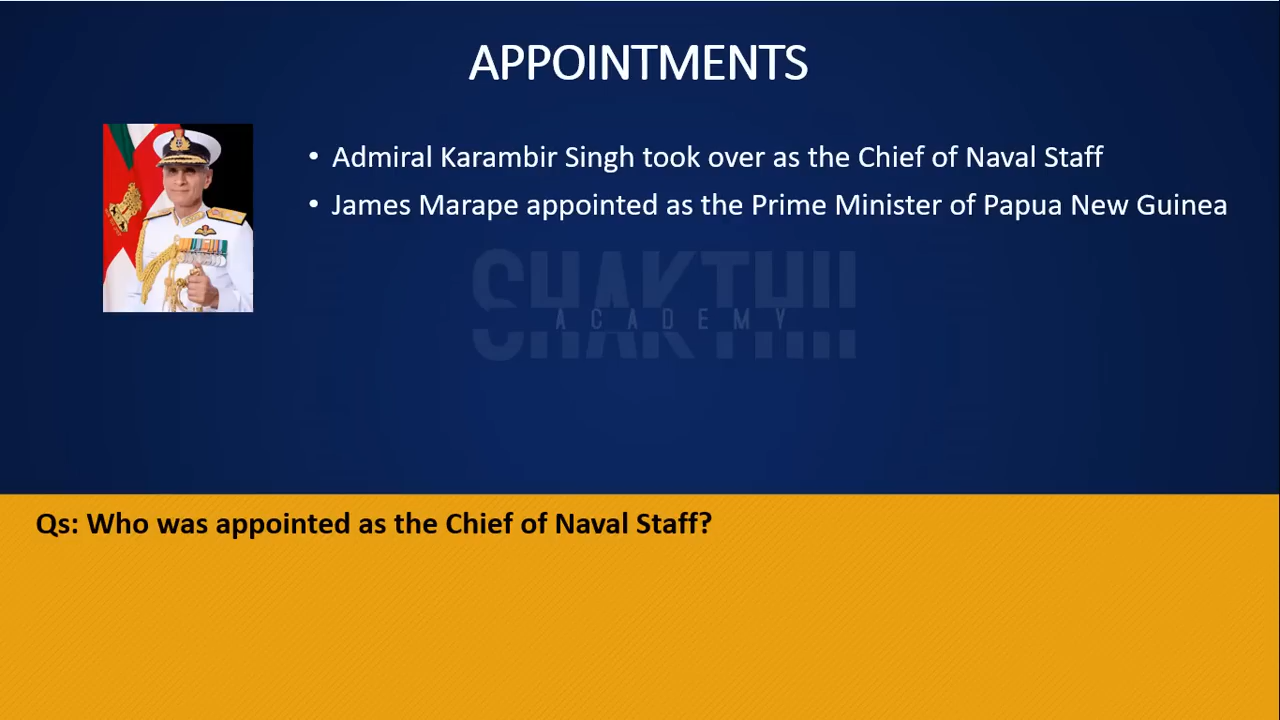 APPOINTMENTS
• Admiral Karambir Singh took over as the Chief of Naval Staff
• James Marape appointed as the Prime Minister of Papua New Guinea
SHAKTHII
ACADEMY
Qs: Who was appointed as the Chief of Naval Staff?